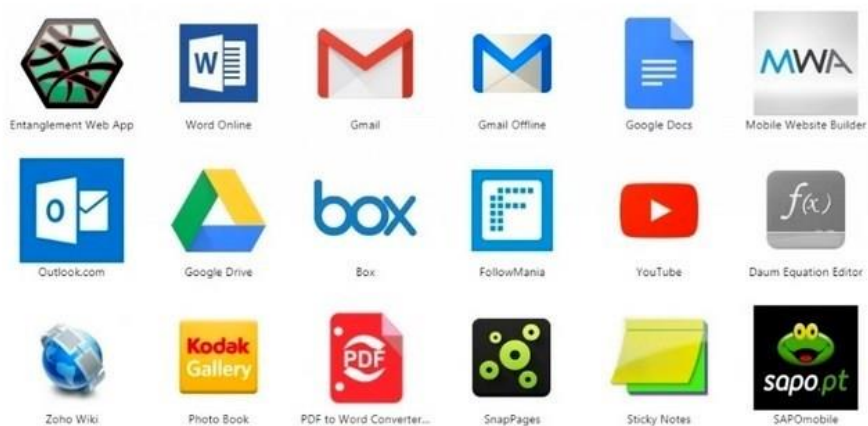 W
MWA
Entanglement Web App
Word Online
Gmail
Gmail Offline
Google Docs
Mobile Website Builder
O
box
F
f(x)
Outlook.com
Google Drive
Box
FollowMania
YouTube
Daum Equation Editor
Kodak
Gallery
PDF
sapo.pt
Zoho Wiki
Photo Book
PDF to Word Converter...
SnapPages
Sticky Notes
SAPOmobile